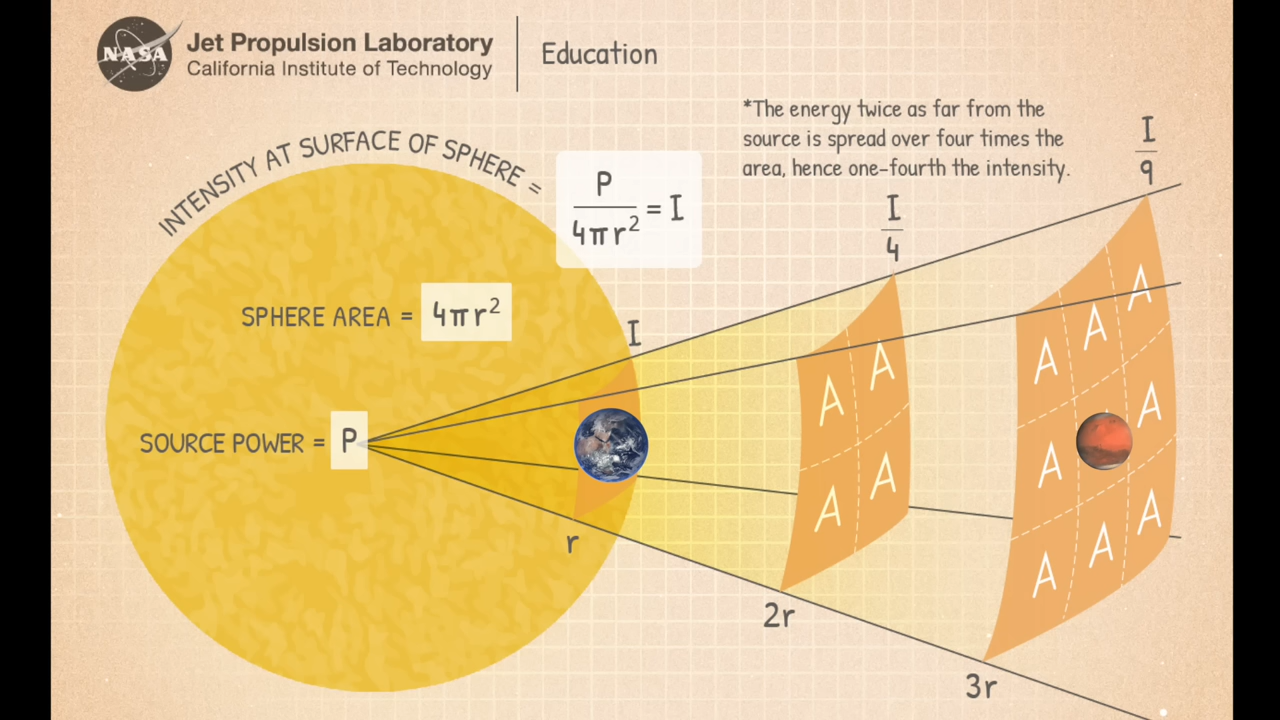 NASA
Jet Propulsion Laboratory
California Institute of Technology
Education
*The energy twice as far from the
source is spread over four times the
area, hence one-fourth the intensity.
INTENSITY AT SURFACE OF SPHERE =
P
4πr² = I
SPHERE AREA = 4πr²
SOURCE POWER = P
I
r
I
4
A A
A A
2r
I
9
A A A
A A
A A A
3r